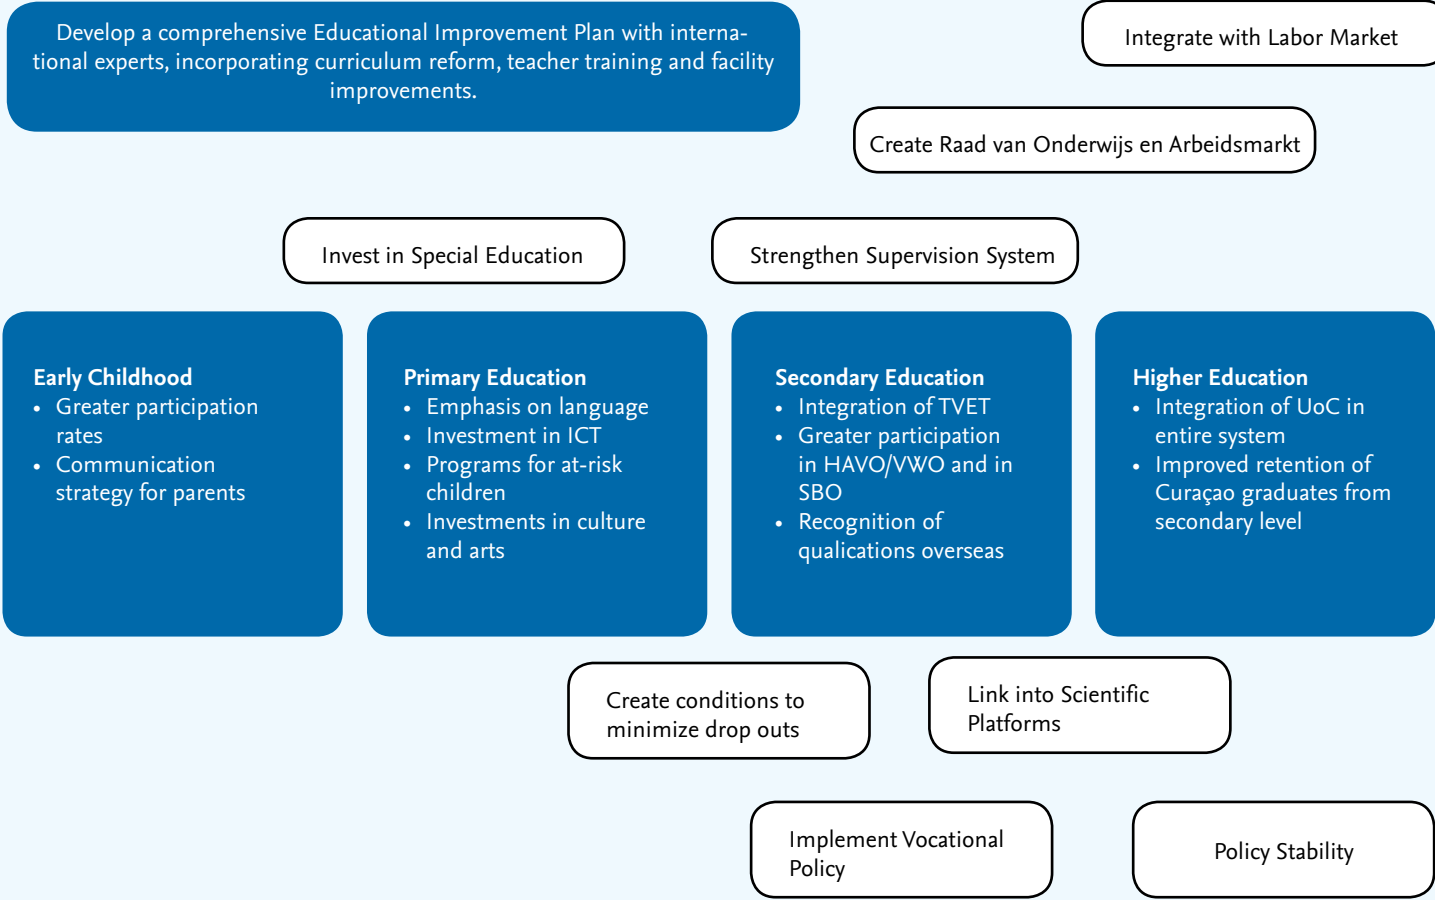 Develop a comprehensive Educational Improvement Plan with interna-
tional experts, incorporating curriculum reform, teacher training and facility
improvements.
Integrate with Labor Market
Create Raad van Onderwijs en Arbeidsmarkt
Invest in Special Education
Strengthen Supervision System
Early Childhood
• Greater participation
rates
• Communication
strategy for parents
Primary Education
• Emphasis on language
• Investment in ICT
• Programs for at-risk
children
• Investments in culture
and arts
Secondary Education
• Integration of TVET
• Greater participation
in HAVO/VWO and in
SBO
• Recognition of
qualications overseas
Higher Education
• Integration of UoC in
entire system
• Improved retention of
Curaçao graduates from
secondary level
Create conditions to
minimize drop outs
Link into Scientific
Platforms
Implement Vocational
Policy
Policy Stability